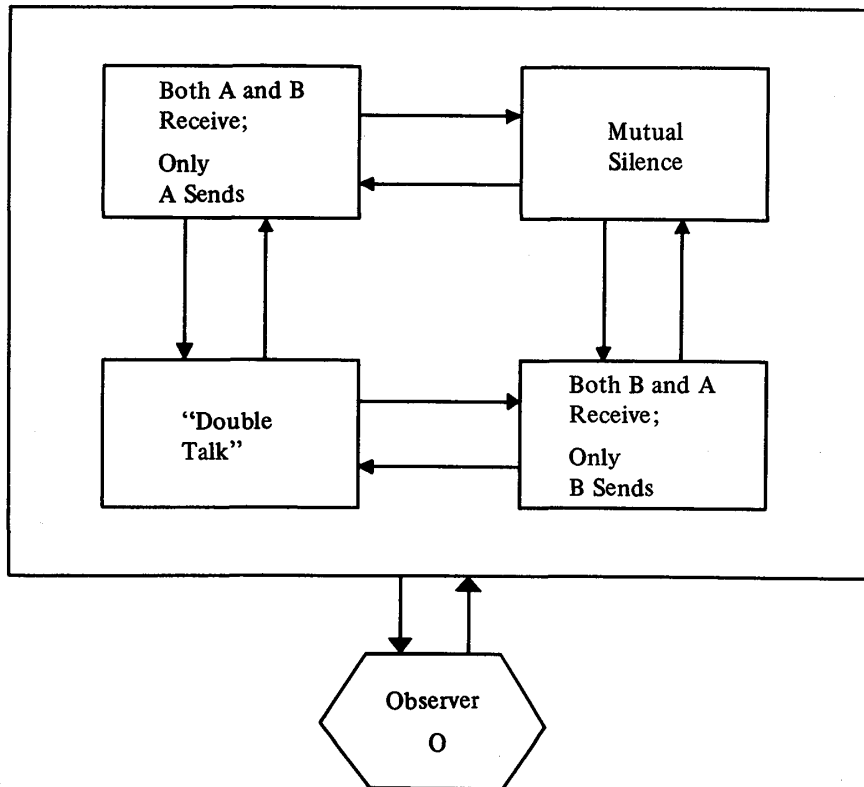 Both A and B
Receive;
Only
A Sends
Mutual
Silence
“Double
Talk”
Both B and A
Receive;
Only
B Sends
Observer
O